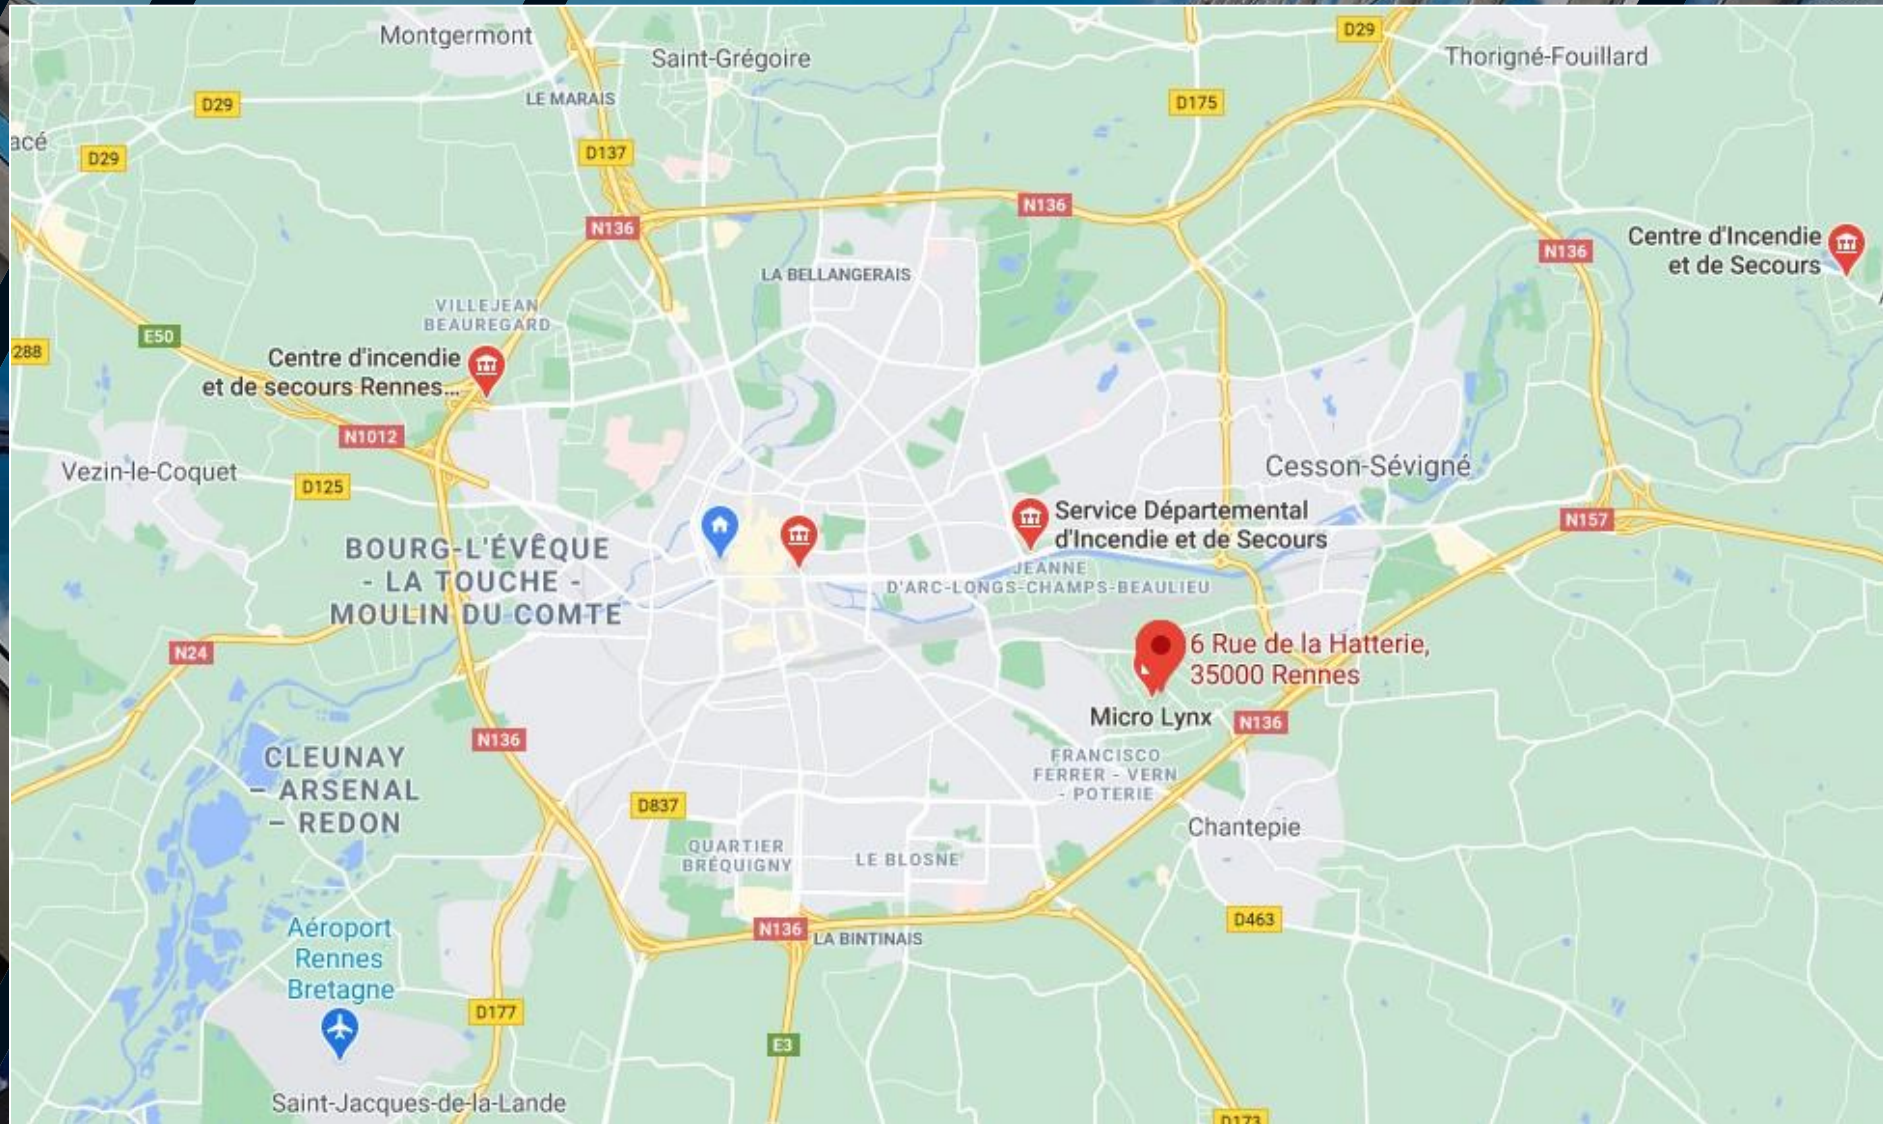 Montgermont
Saint-Grégoire
D29
Thorigné-Fouillard
D29
LE MARAIS
D175
acé
D29
D137
N136
N136
N136
Centre d'Incendie
et de Secours
LA BELLANGERAIS
VILLEJEAN
BEAUREGARD
E50
288
Centre d'incendie
et de secours Rennes...
N1012
Vezin-le-Coquet
D125
Cesson-Sévigné
Service Départemental
d'Incendie et de Secours
N157
BOURG-L'ÉVÊQUE
- LA TOUCHE -
MOULIN DU COMTE
JEANNE
D'ARC-LONGS-CHAMPS-BEAULIEU
N24
6 Rue de la Hatterie,
35000 Rennes
Micro Lynx
N136
N136
CLEUNAY
– ARSENAL
– REDON
FRANCISCO
FERRER - VERN
- POTERIE
D837
Chantepie
QUARTIER
BRÉQUIGNY
LE BLOSNE
D463
N136
LA BINTINAIS
Aéroport
Rennes
Bretagne
D177
E3
Saint-Jacques-de-la-Lande
D173